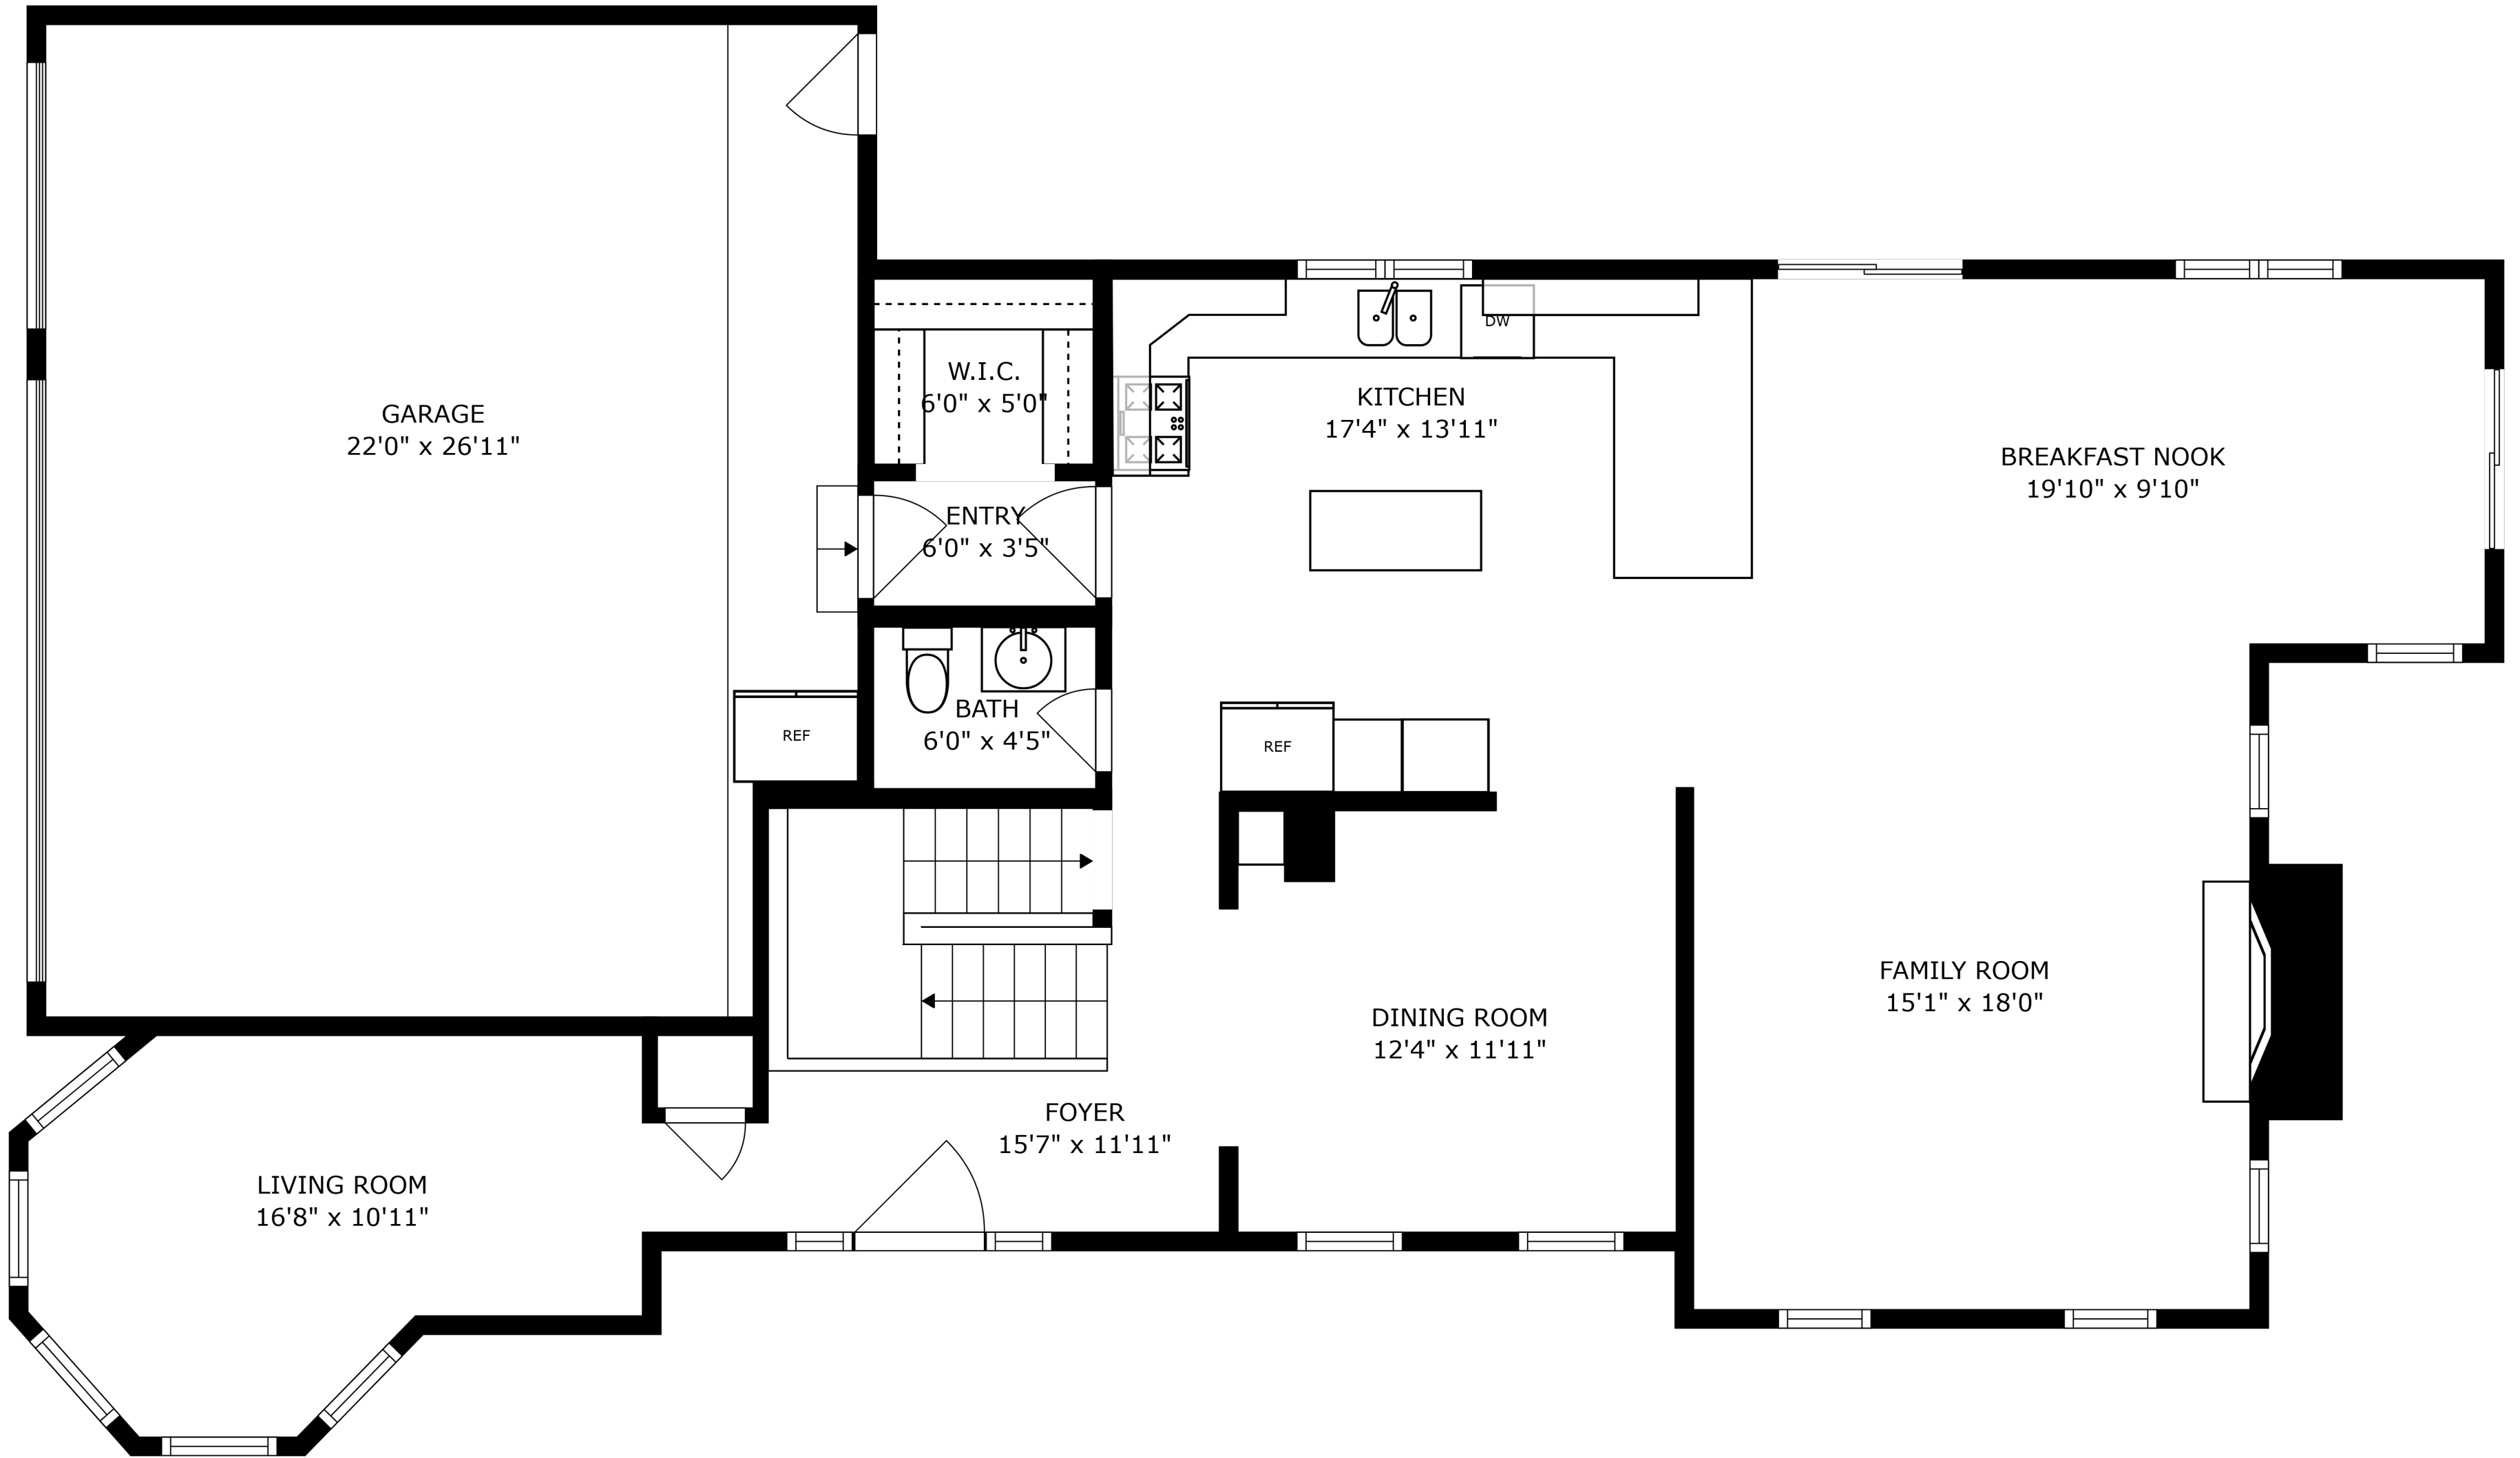 GARAGE
22'0" x 26'11"
W.I.C.
6'0" x 5'0"
DW
KITCHEN
17'4" x 13'11"
BREAKFAST NOOK
19'10" x 9'10"
ENTRY
6'0" x 3'5"
BATH
6'0" x 4'5"
REF
REF
FAMILY ROOM
15'1" x 18'0"
DINING ROOM
12'4" x 11'11"
FOYER
15'7" x 11'11"
LIVING ROOM
16'8" x 10'11"